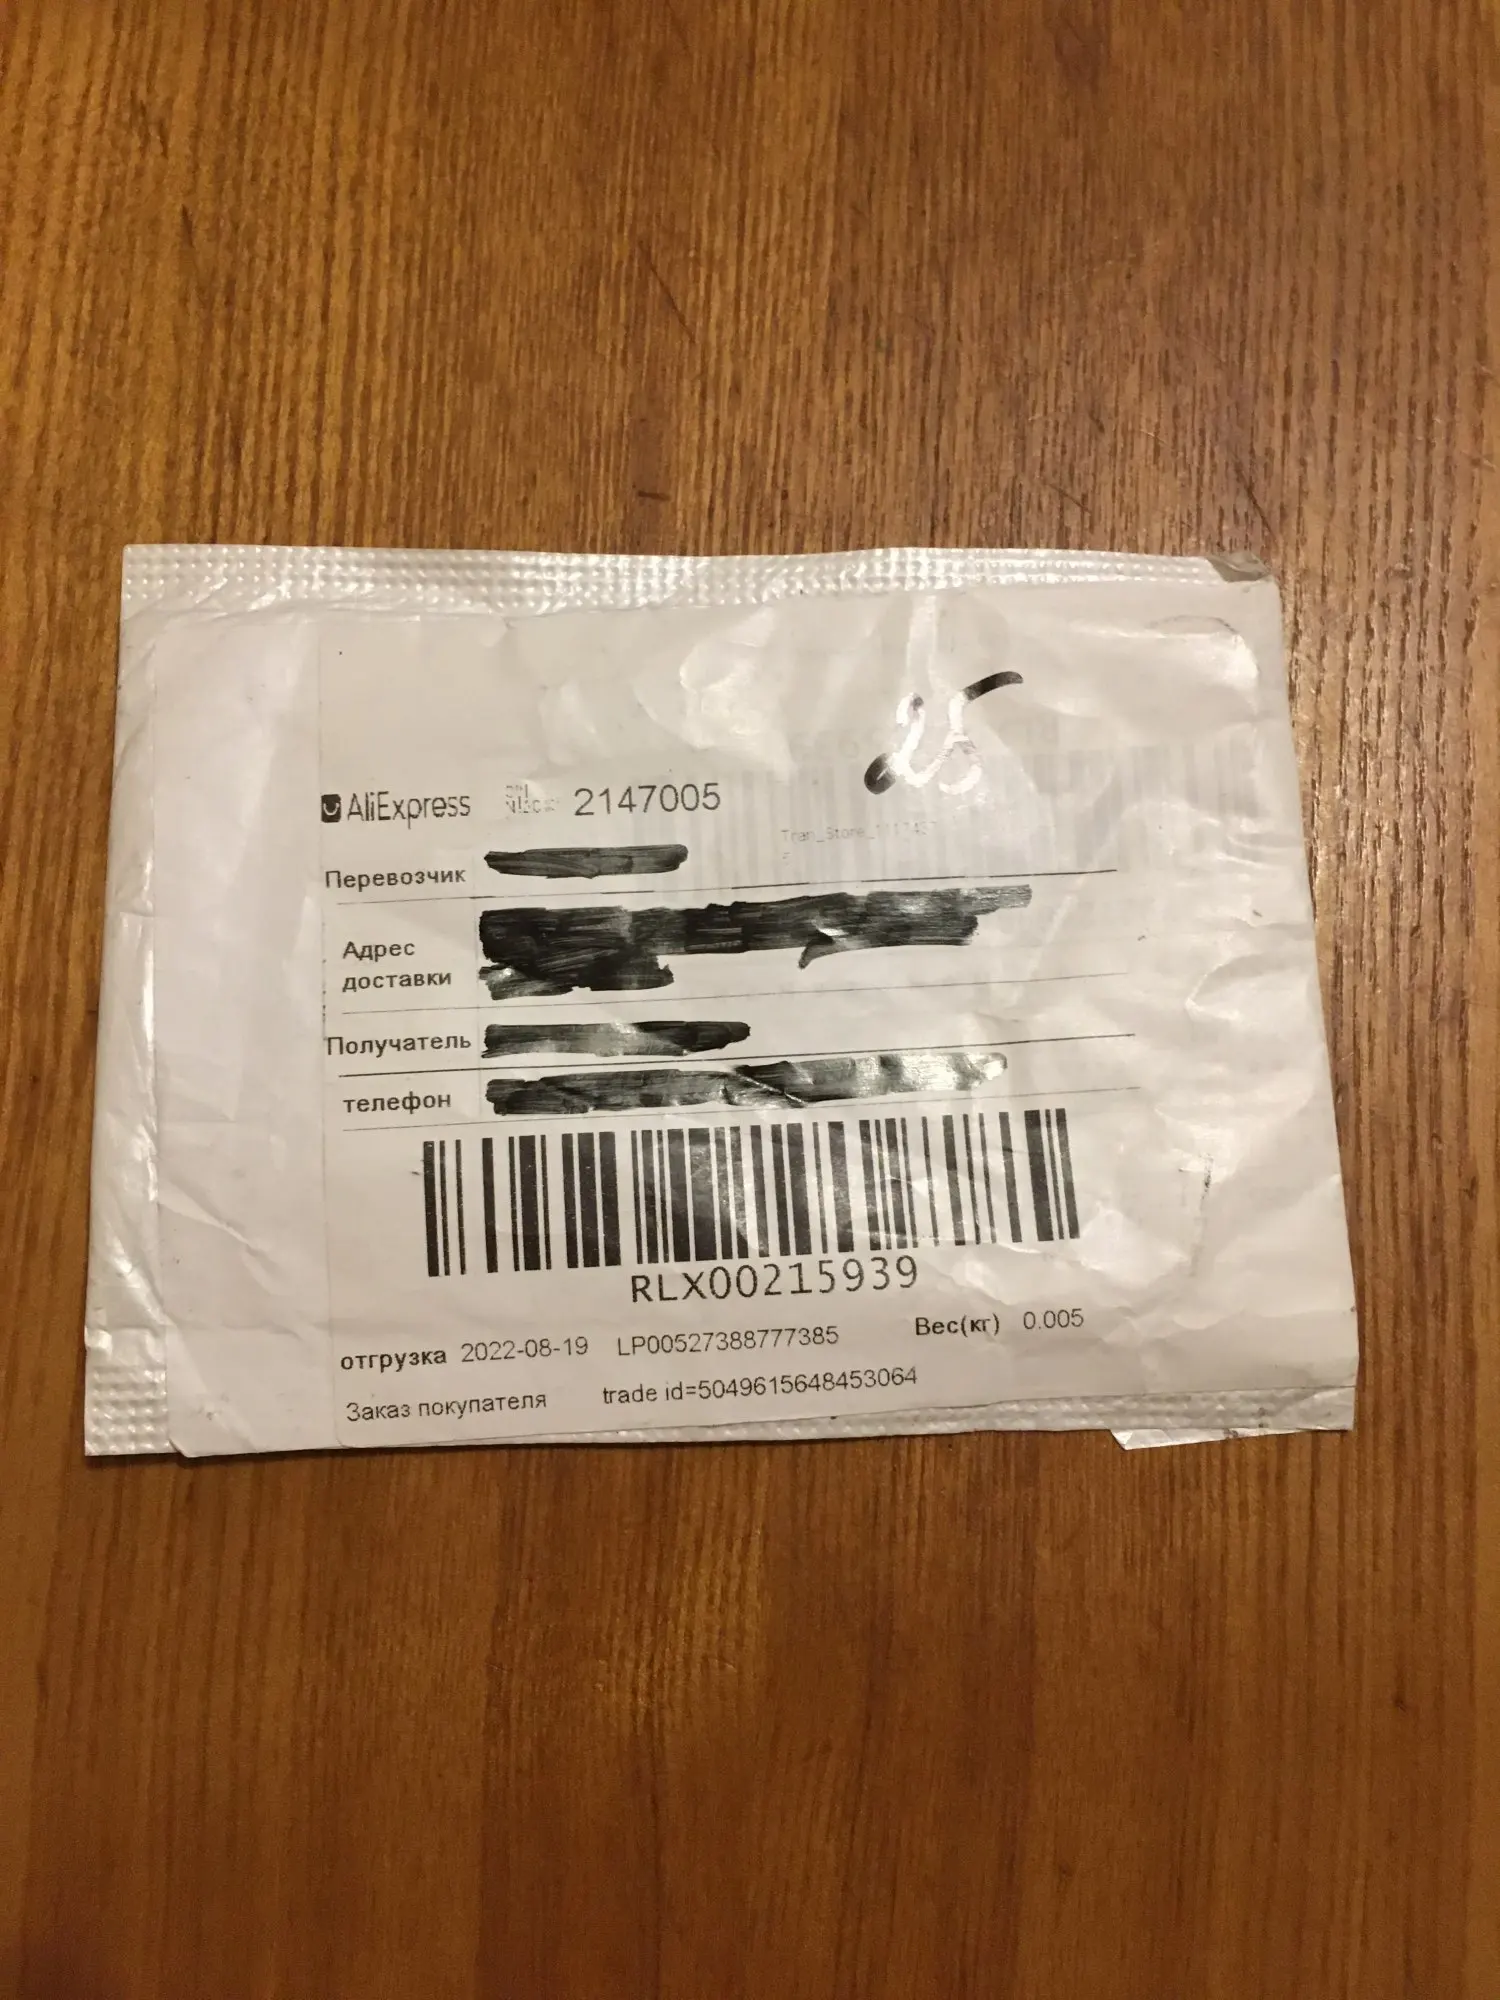 25
AliExpress 2147005
Перевозчик
Адрес
доставки
Получатель
телефон
RLX00215939
отгрузка 2022-08-19 LP00527388777385 Вес(кг) 0.005
Заказ покупателя trade id=5049615648453064